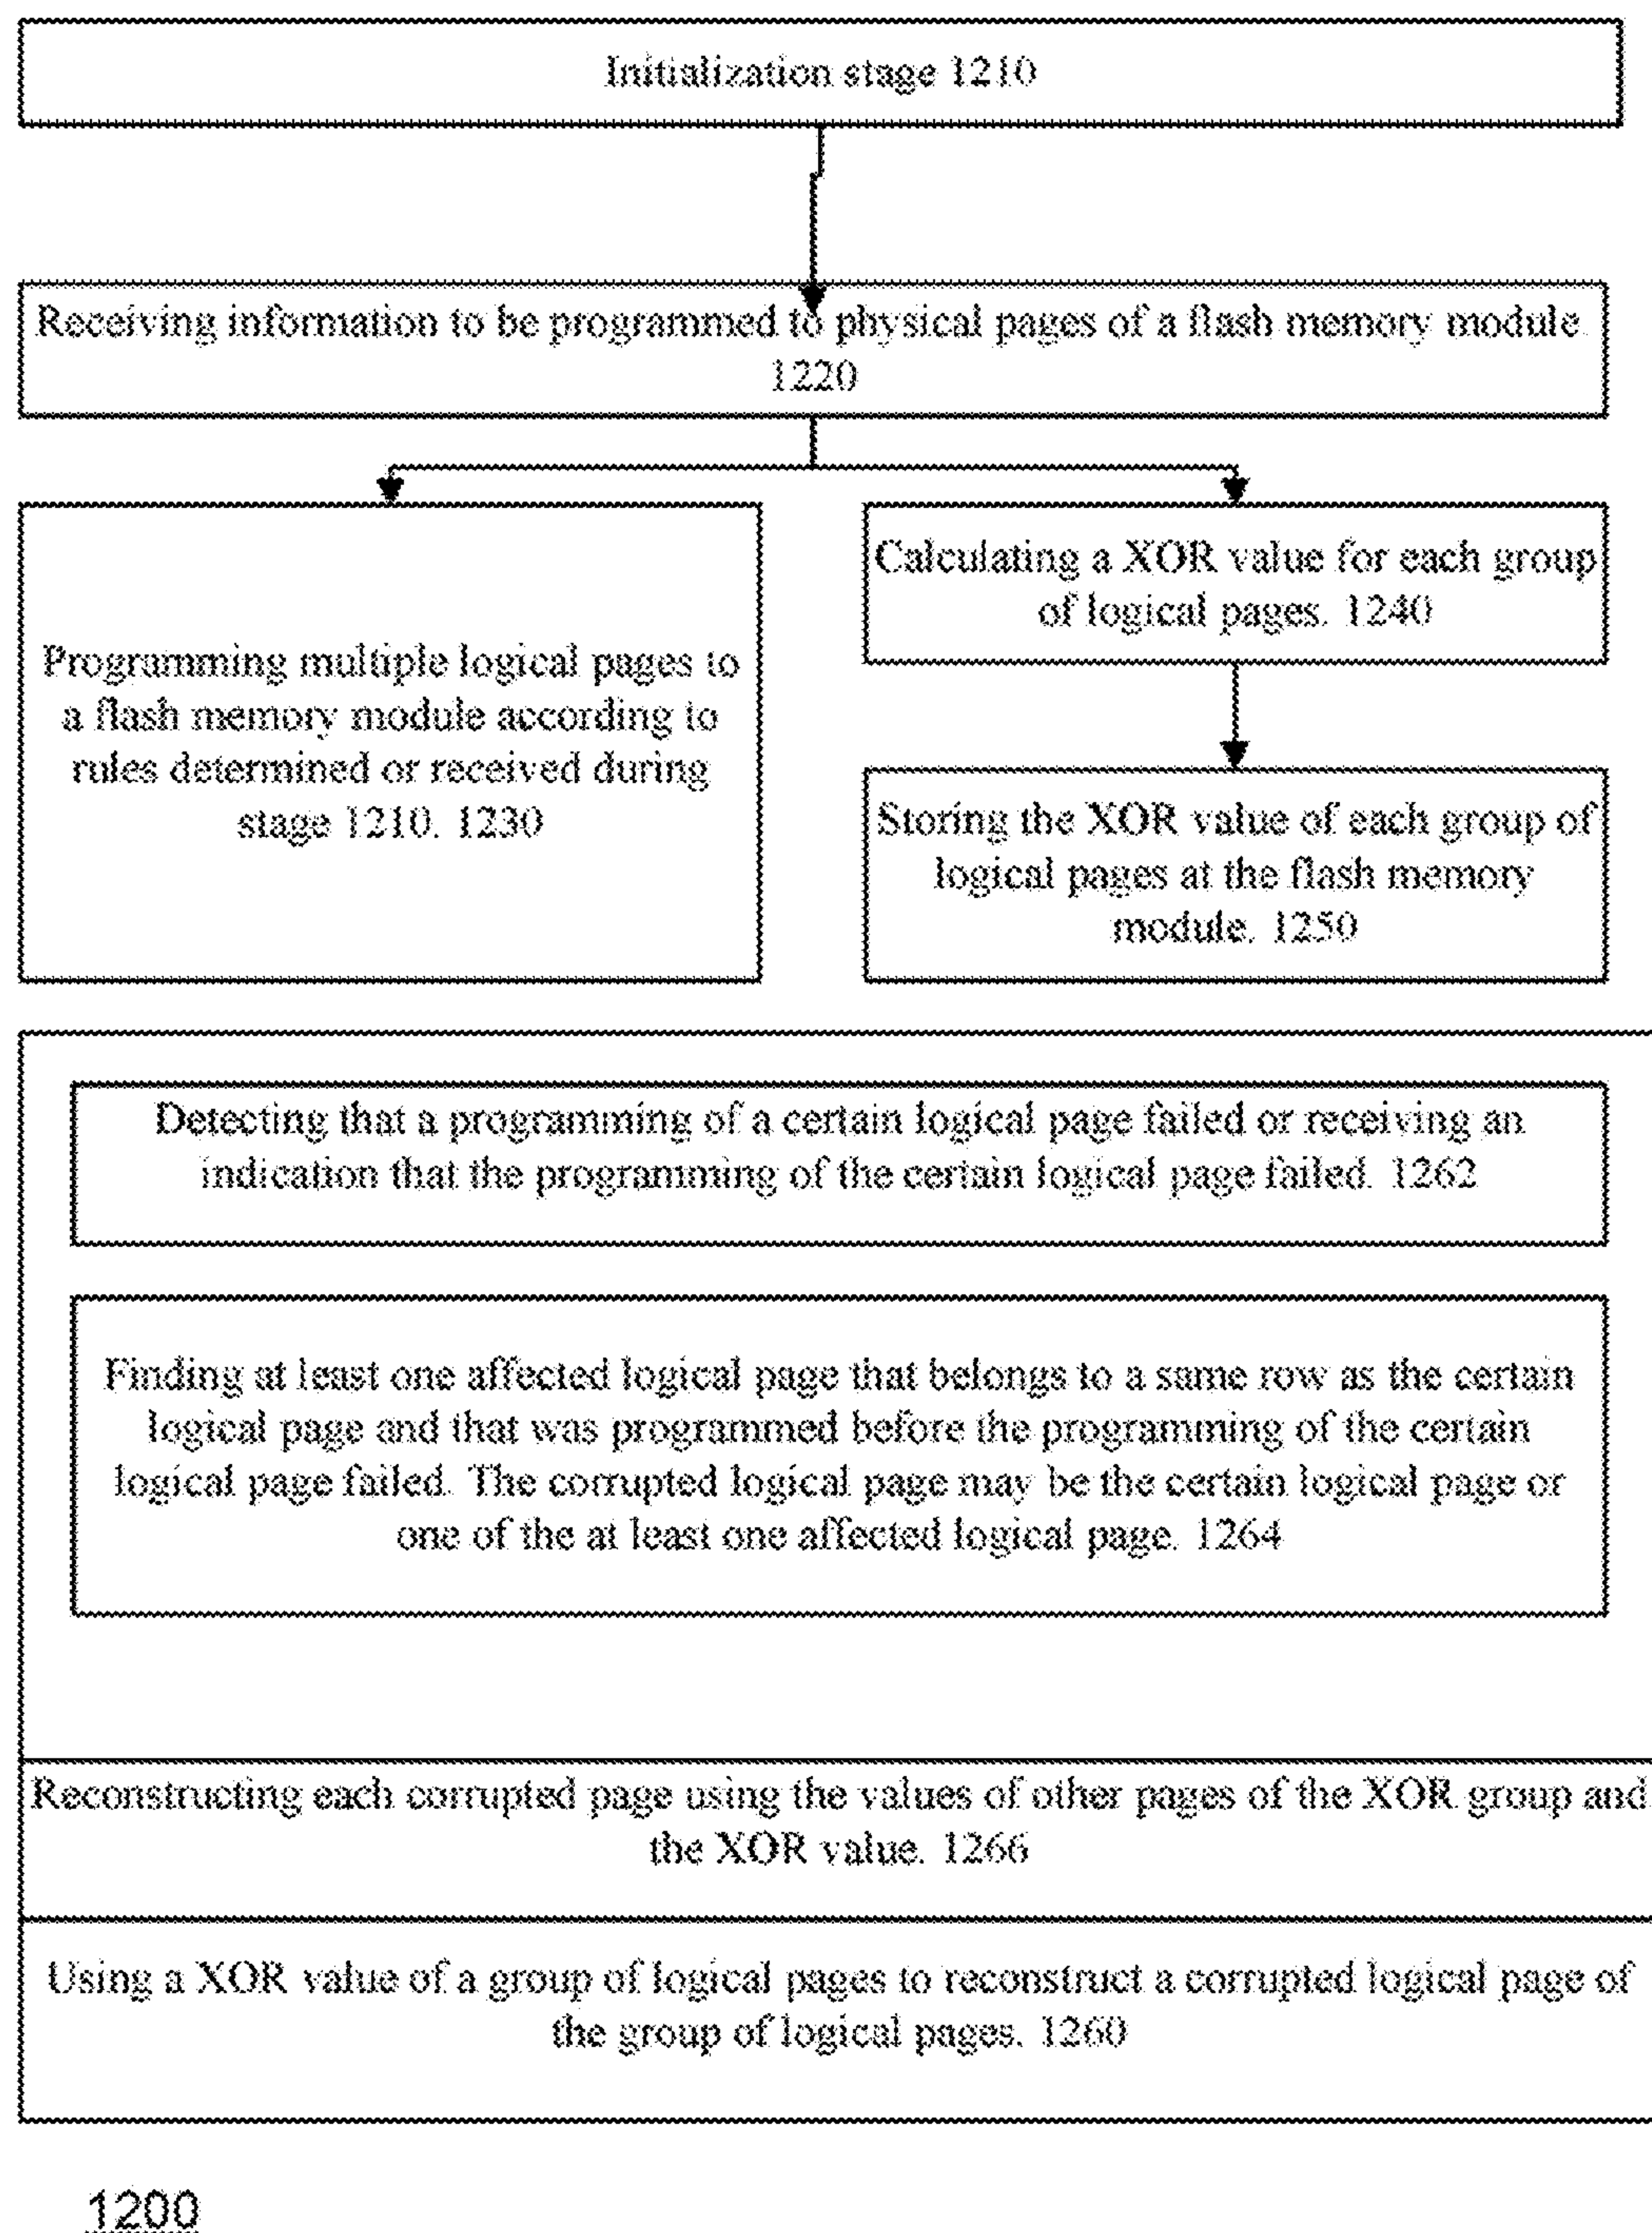 Initialization stage 1210
Receiving information to be programmed to physical pages of a flash memory module
1220
Programming multiple logical pages to
a flash memory module according to
rules determined or received during
stage 1210. 1230
Calculating a XOR value for each group
of logical pages. 1240
Storing the XOR value of each group of
logical pages at the flash memory
module. 1250
Detecting that a programming of a certain logical page failed or receiving an
indication that the programming of the certain logical page failed. 1262
Finding at least one affected logical page that belongs to a same row as the certain
logical page and that was programmed before the programming of the certain
logical page failed. The corrupted logical page may be the certain logical page or
one of the at least one affected logical page. 1264
Reconstructing each corrupted page using the values of other pages of the XOR group and
the XOR value. 1266
Using a XOR value of a group of logical pages to reconstruct a corrupted logical page of
the group of logical pages. 1260
1200